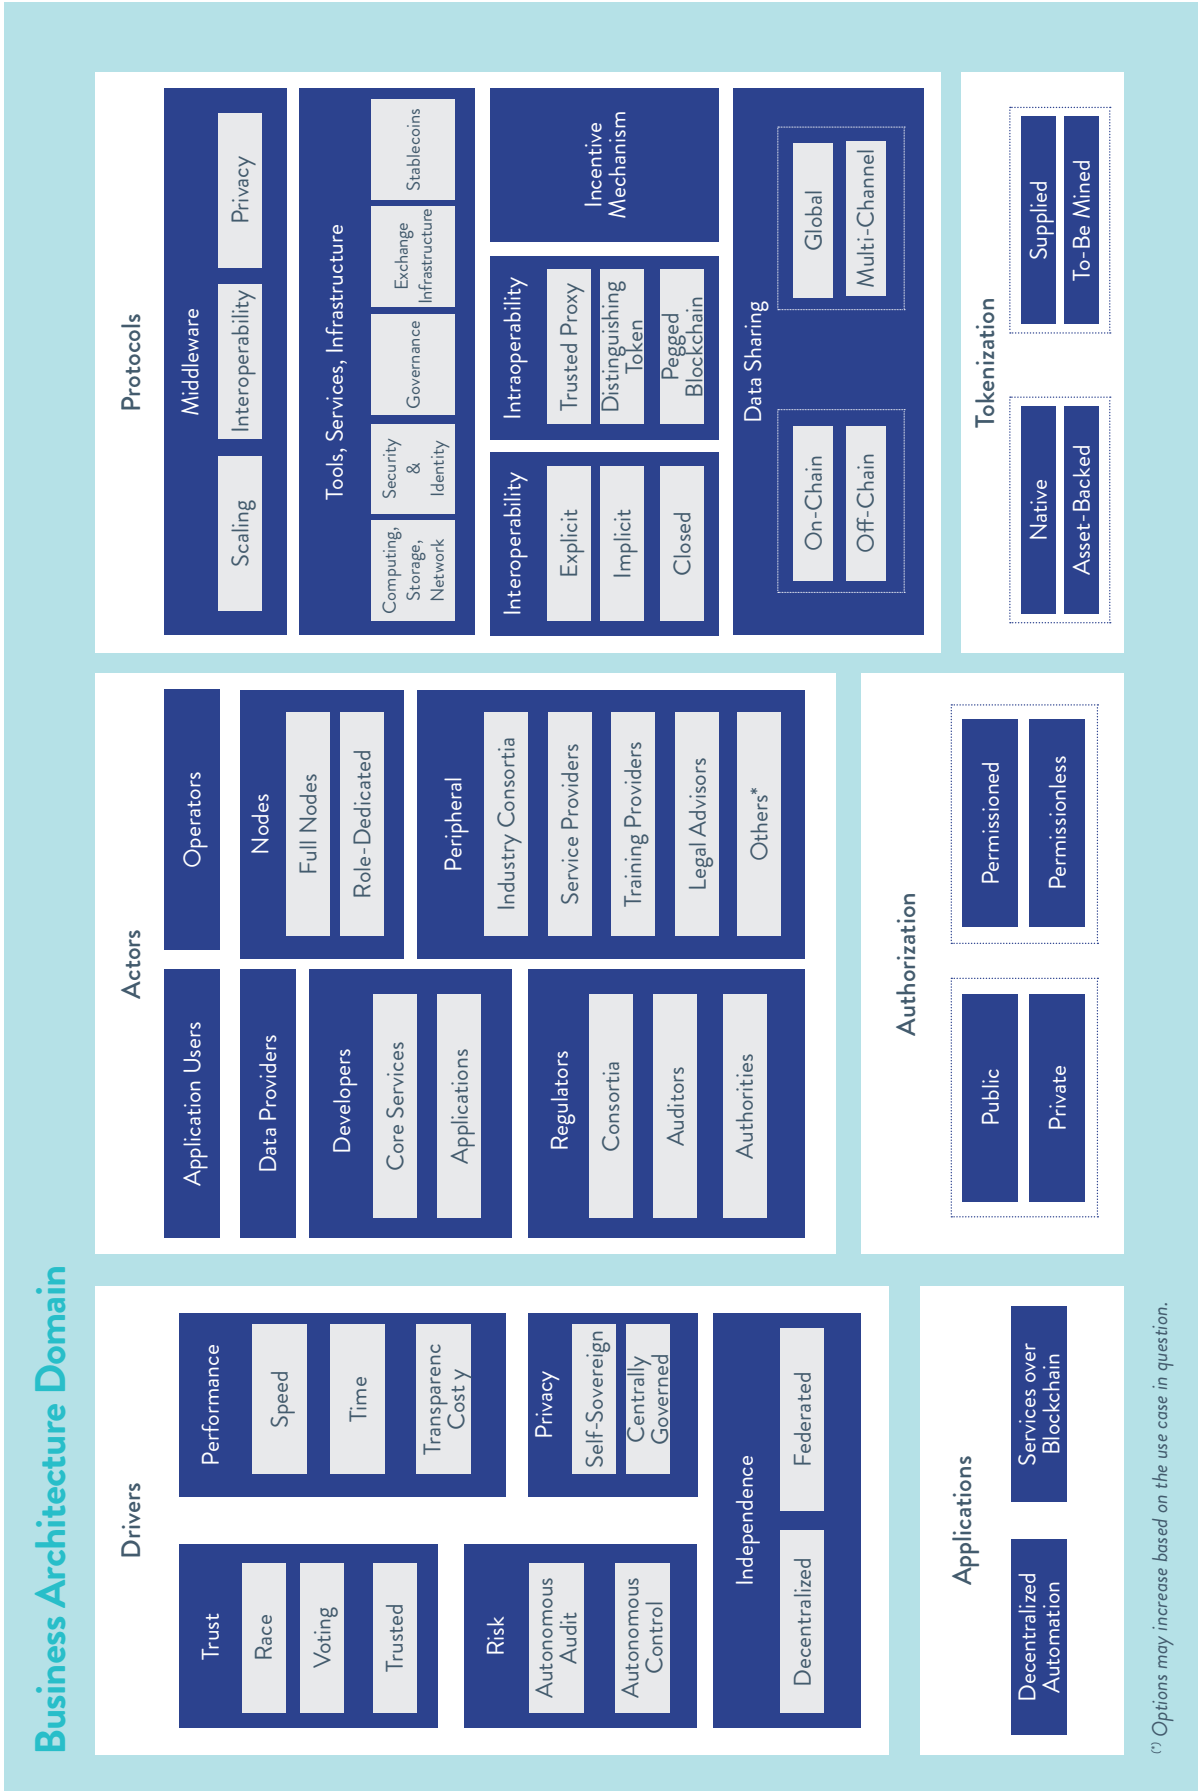 Business Architecture Domain
Drivers
Trust
Race
Voting
Trusted
Performance
Speed
Time
Transparenc
Cost y
Risk
Autonomous
Audit
Autonomous
Control
Privacy
Self-Sovereign
Centrally
Governed
Independence
Decentralized
Federated
Applications
Decentralized
Automation
Services over
Blockchain
Actors
Application Users
Operators
Data Providers
Nodes
Full Nodes
Role-Dedicated
Developers
Core Services
Applications
Peripheral
Industry Consortia
Service Providers
Training Providers
Legal Advisors
Others*
Regulators
Consortia
Auditors
Authorities
Authorization
Public
Private
Permissioned
Permissionless
Protocols
Middleware
Scaling
Interoperability
Privacy
Tools, Services, Infrastructure
Computing,
Storage,
Network
Security
&
Identity
Governance
Exchange
Infrastructure
Stablecoins
Interoperability
Explicit
Implicit
Closed
Intraoperability
Trusted Proxy
Distinguishing
Token
Pegged
Blockchain
Incentive
Mechanism
Data Sharing
On-Chain
Off-Chain
Global
Multi-Channel
Tokenization
Native
Asset-Backed
Supplied
To-Be Mined
(*) Options may increase based on the use case in question.